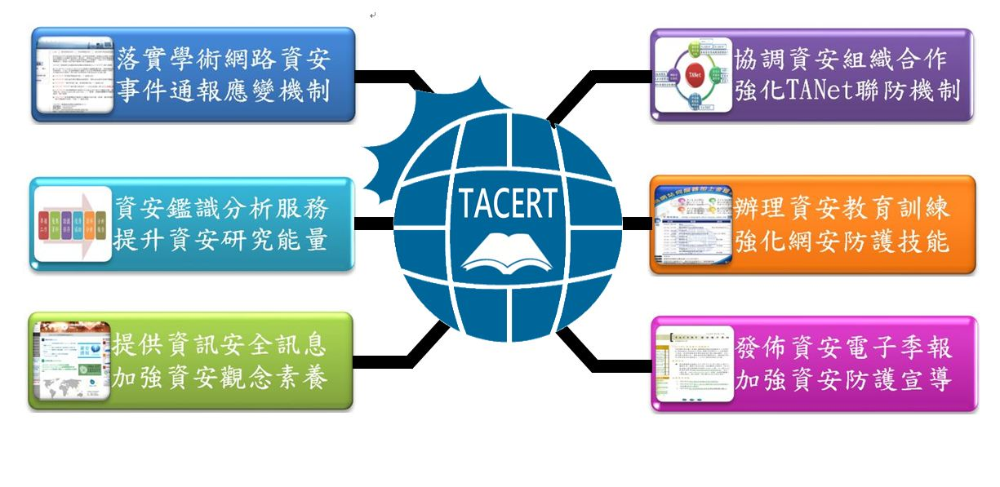 落實學術網路資安
事件通報應變機制
協調資安組織合作
強化TANet聯防機制
TANet
TACERT
資安鑑識分析服務
提升資安研究能量
辦理資安教育訓練
強化網安防護技能
提供資訊安全訊息
加強資安觀念素養
發佈資安電子季報
加強資安防護宣導